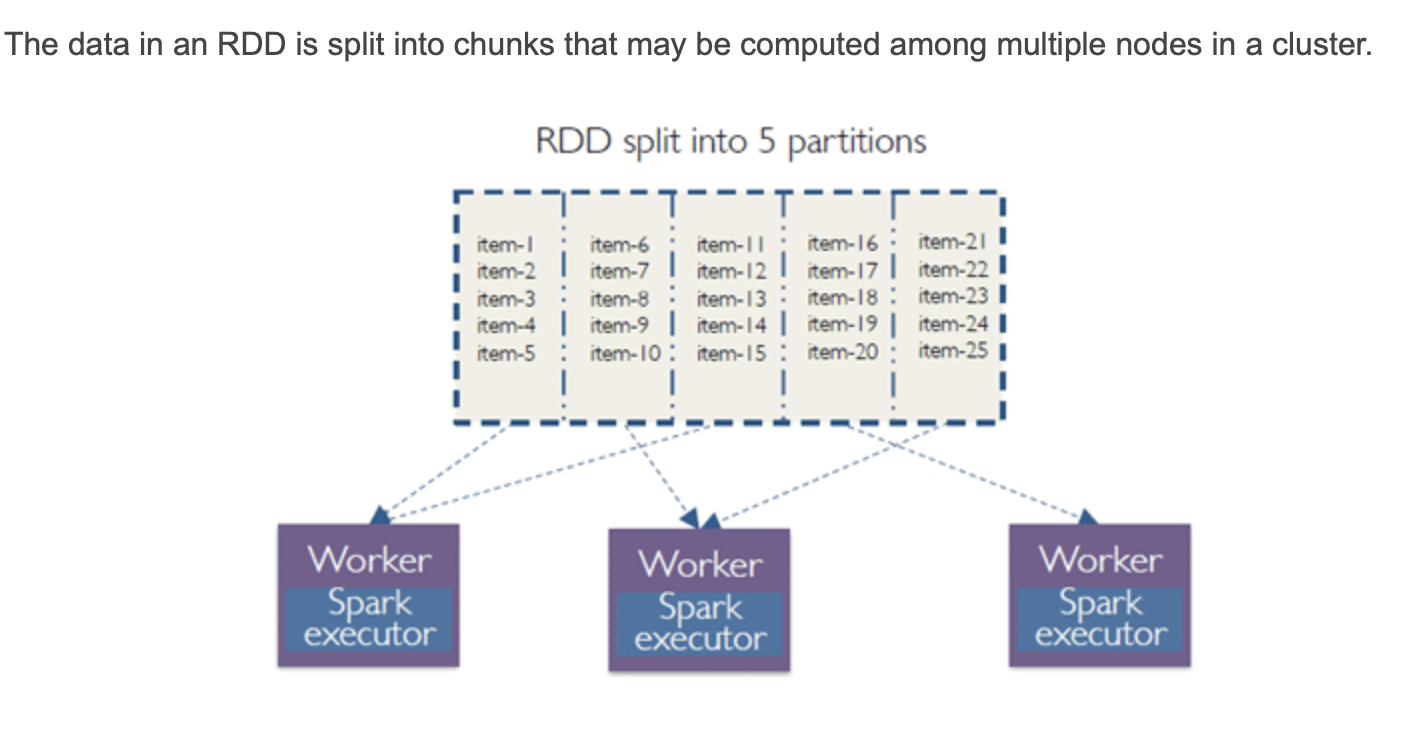 The data in an RDD is split into chunks that may be computed among multiple nodes in a cluster.
RDD split into 5 partitions
item-1
item-2
item-3
item-4
item-5
item-6
item-7
item-8
item-9
item-10
item-11
item-12
item-13
item-14
item-15
item-16
item-17
item-18
item-19
item-20
item-21
item-22
item-23
item-24
item-25
Worker
Spark
executor
Worker
Spark
executor
Worker
Spark
executor